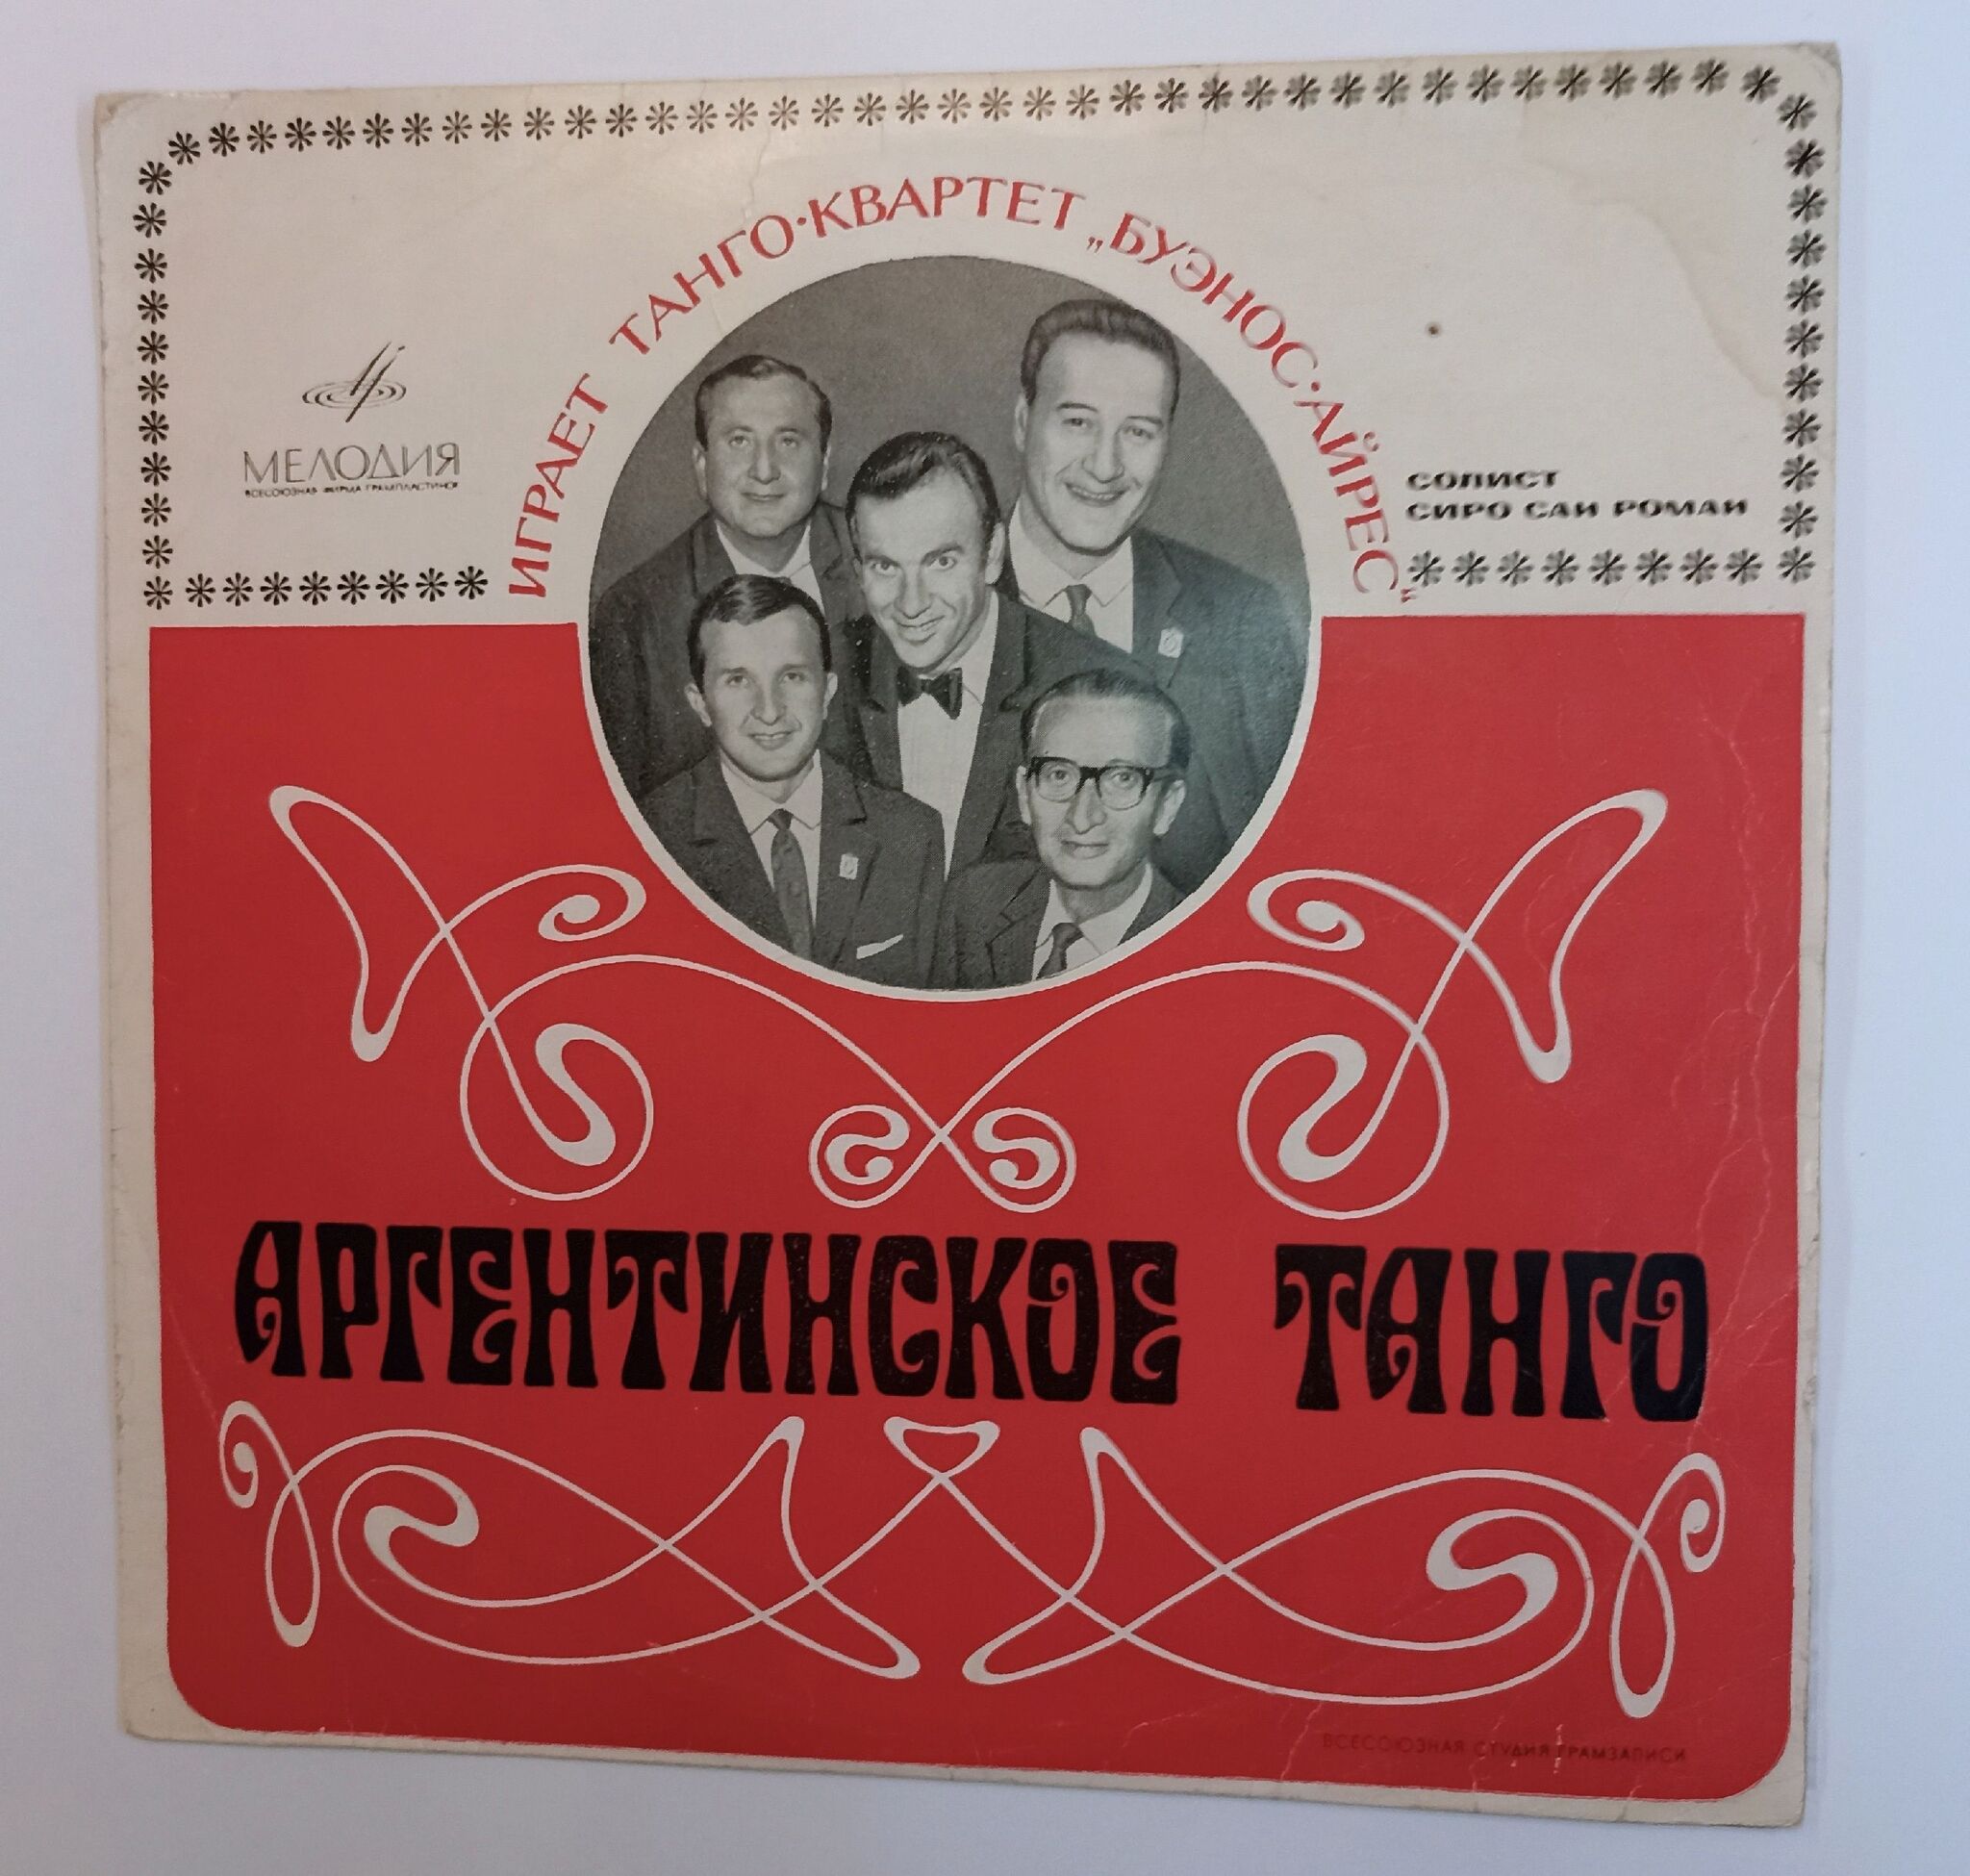 ИГРАЕТ ТАНГО·КВАРТЕТ „БУЭНОС·АЙРЕС„
МЕЛОДИЯ
ВСЕСОЮЗНАЯ ФИРМА ГРАМПЛАСТИНОК
СОЛИСТ
СИРО САН РОМАН
АРГЕНТИНСКОЕ ТАНГО
ВСЕСОЮЗНАЯ СТУДИЯ ГРАМЗАПИСИ